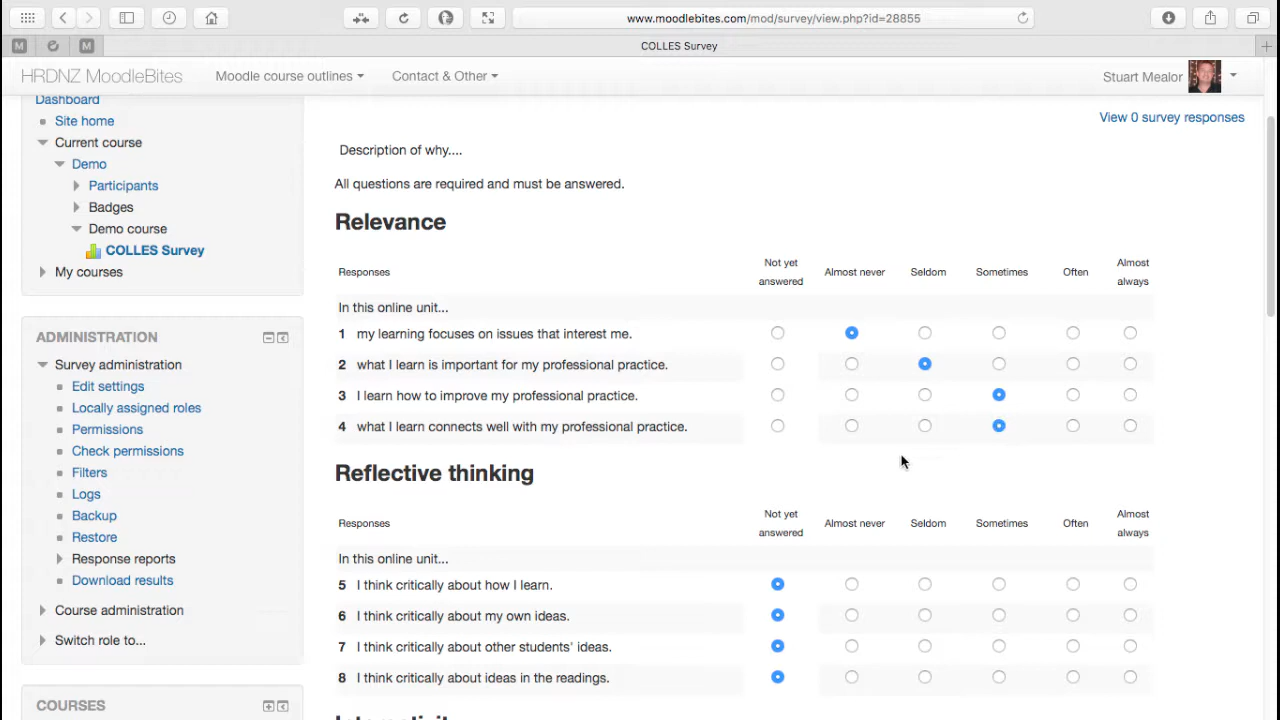 www.moodlebites.com/mod/survey/view.php?id=28855
M
M
COLLES Survey
HRDNZ MoodleBites
Moodle course outlines
Contact & Other
Stuart Mealor
Dashboard
Site home
Current course
Demo
Participants
Badges
Demo course
COLLES Survey
My courses
ADMINISTRATION
Survey administration
Edit settings
Locally assigned roles
Permissions
Check permissions
Filters
Logs
Backup
Restore
Response reports
Download results
Course administration
Switch role to...
COURSES
View 0 survey responses
Description of why....
All questions are required and must be answered.
Relevance
Responses Not yet answered Almost never Seldom Sometimes Often Almost always
In this online unit...
1 my learning focuses on issues that interest me.
2 what I learn is important for my professional practice.
3 I learn how to improve my professional practice.
4 what I learn connects well with my professional practice.
Reflective thinking
Responses Not yet answered Almost never Seldom Sometimes Often Almost always
In this online unit...
5 I think critically about how I learn.
6 I think critically about my own ideas.
7 I think critically about other students' ideas.
8 I think critically about ideas in the readings.